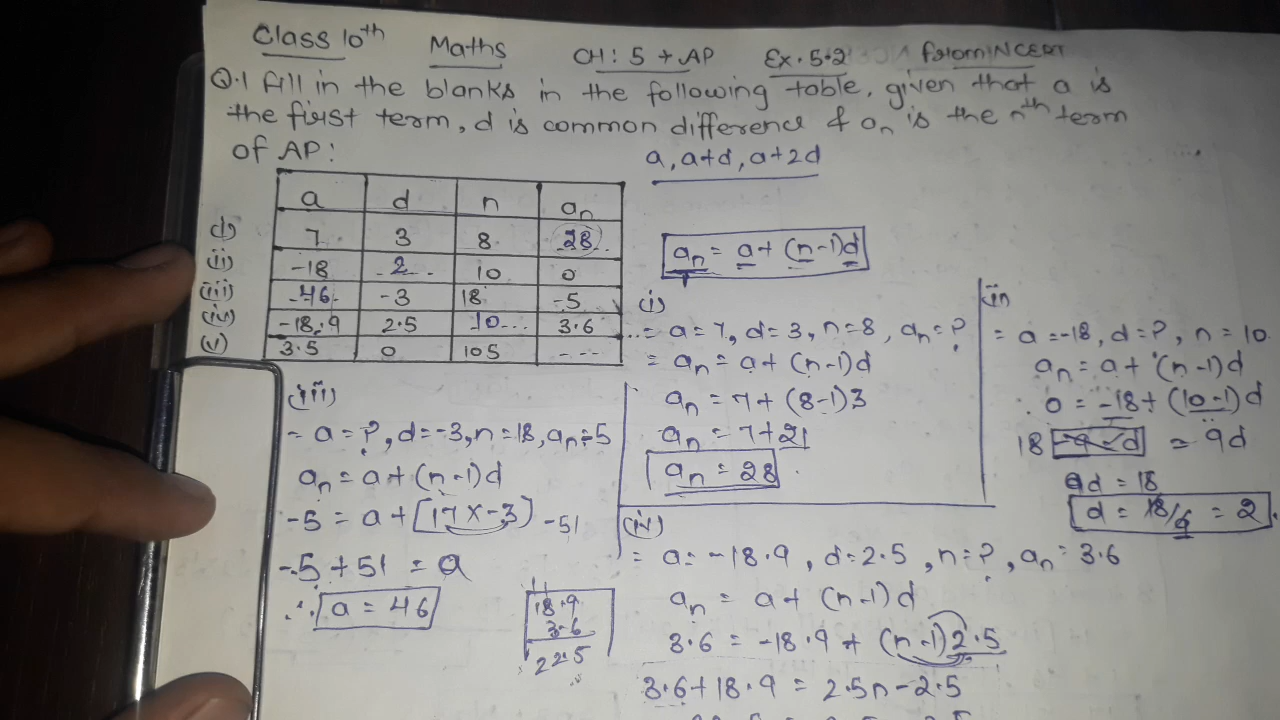 Class 10th Maths CH: 5 → AP Ex. 5.2 from NCERT
Q.1 Fill in the blanks in the following table, given that a is
the first term, d is common difference & an is the nth term
of AP:
a, a+d, a+2d
a d n an
(i) 7 3 8 28
(ii) -18 2 10 0
(iii) -46 -3 18 -5
(iv) -18.9 2.5 10 3.6
(v) 3.5 0 105 ---
an = a + (n-1)d
(i)
= a = 7, d = 3, n = 8, an = ?
= an = a + (n-1)d
an = 7 + (8-1)3
an = 7 + 21
an = 28
(ii)
= a = -18, d = ?, n = 10
an = a + (n-1)d
∴ 0 = -18 + (10-1)d
18 = 9d
9d = 18
d = 18/9 = 2
(iii)
= a = ?, d = -3, n = 18, an = -5
an = a + (n-1)d
-5 = a + [17 x -3] -51
-5 + 51 = a
∴ a = 46
18.9
3.6
22.5
(iv)
= a = -18.9, d = 2.5, n = ?, an = 3.6
an = a + (n-1)d
3.6 = -18.9 + (n-1)2.5
3.6 + 18.9 = 2.5n - 2.5